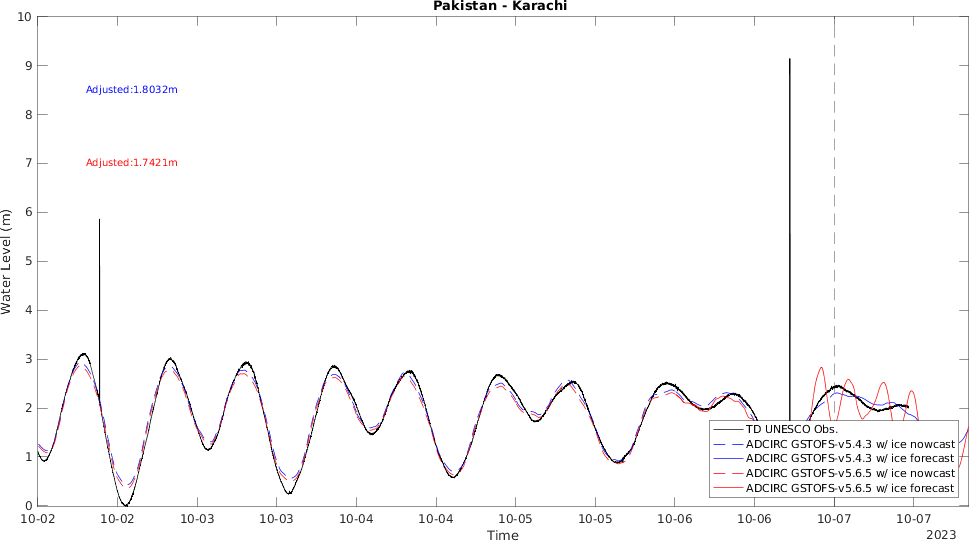 Pakistan - Karachi
10
9
8
7
6
5
4
3
2
1
0
Water Level (m)
Adjusted:1.8032m
Adjusted:1.7421m
TD UNESCO Obs.
ADCIRC GSTOFS-v5.4.3 w/ ice nowcast
ADCIRC GSTOFS-v5.4.3 w/ ice forecast
ADCIRC GSTOFS-v5.6.5 w/ ice nowcast
ADCIRC GSTOFS-v5.6.5 w/ ice forecast
10-02 10-02 10-03 10-03 10-04 10-04 10-05 10-05 10-06 10-06 10-07 10-07
Time
2023